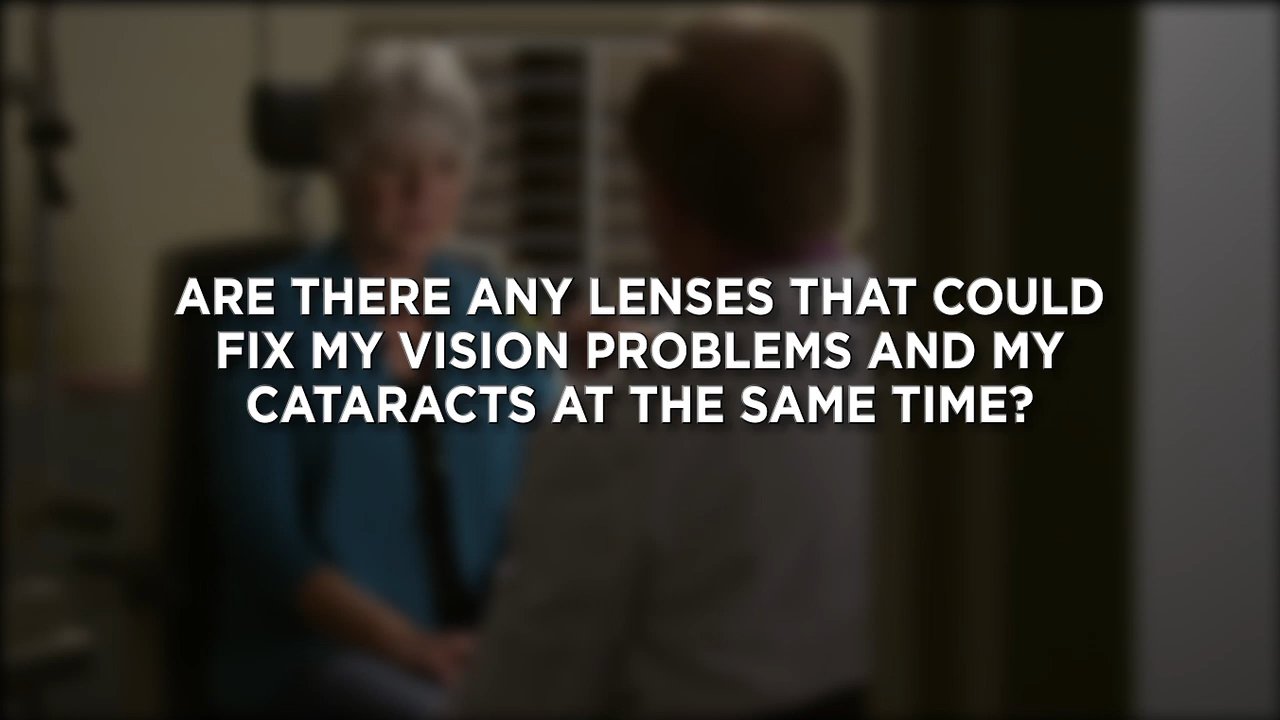 ARE THERE ANY LENSES THAT COULD
FIX MY VISION PROBLEMS AND MY
CATARACTS AT THE SAME TIME?